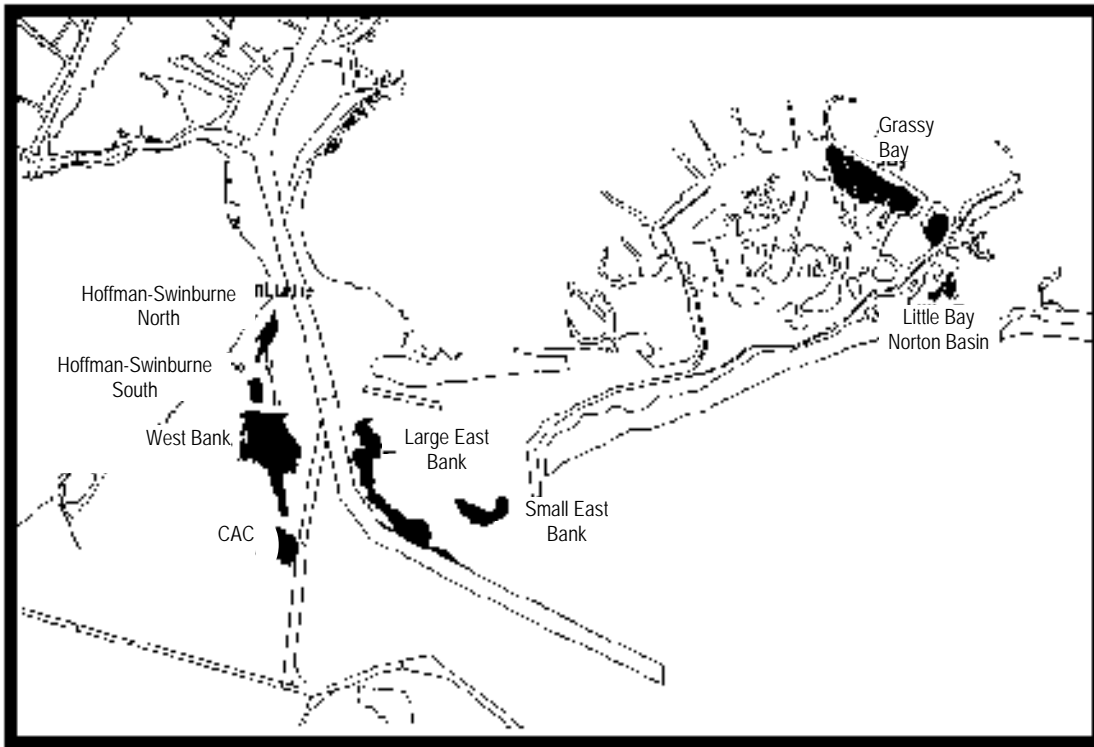 Grassy
Bay
Hoffman-Swinburne
North
Little Bay
Norton Basin
Hoffman-Swinburne
South
West Bank
Large East
Bank
Small East
Bank
CAC